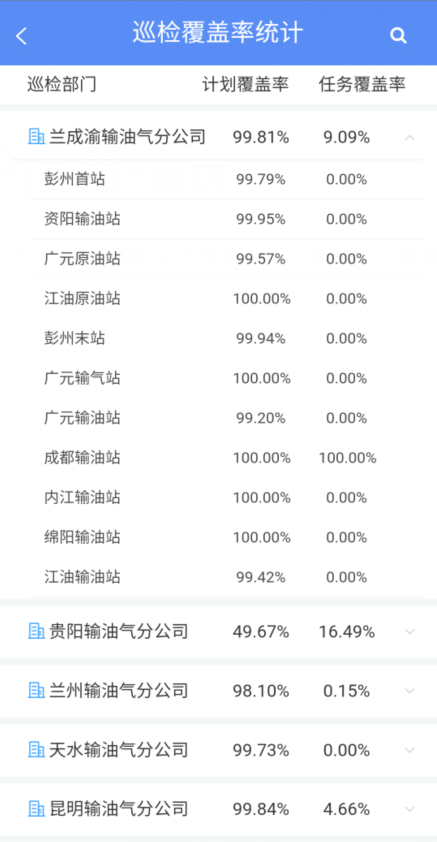 巡检覆盖率统计
巡检部门 计划覆盖率 任务覆盖率
兰成渝输油气分公司 99.81% 9.09%
彭州首站 99.79% 0.00%
资阳输油站 99.95% 0.00%
广元原油站 99.57% 0.00%
江油原油站 100.00% 0.00%
彭州末站 99.94% 0.00%
广元输气站 100.00% 0.00%
广元输油站 99.20% 0.00%
成都输油站 100.00% 100.00%
内江输油站 100.00% 0.00%
绵阳输油站 100.00% 0.00%
江油输油站 99.42% 0.00%
贵阳输油气分公司 49.67% 16.49%
兰州输油气分公司 98.10% 0.15%
天水输油气分公司 99.73% 0.00%
昆明输油气分公司 99.84% 4.66%